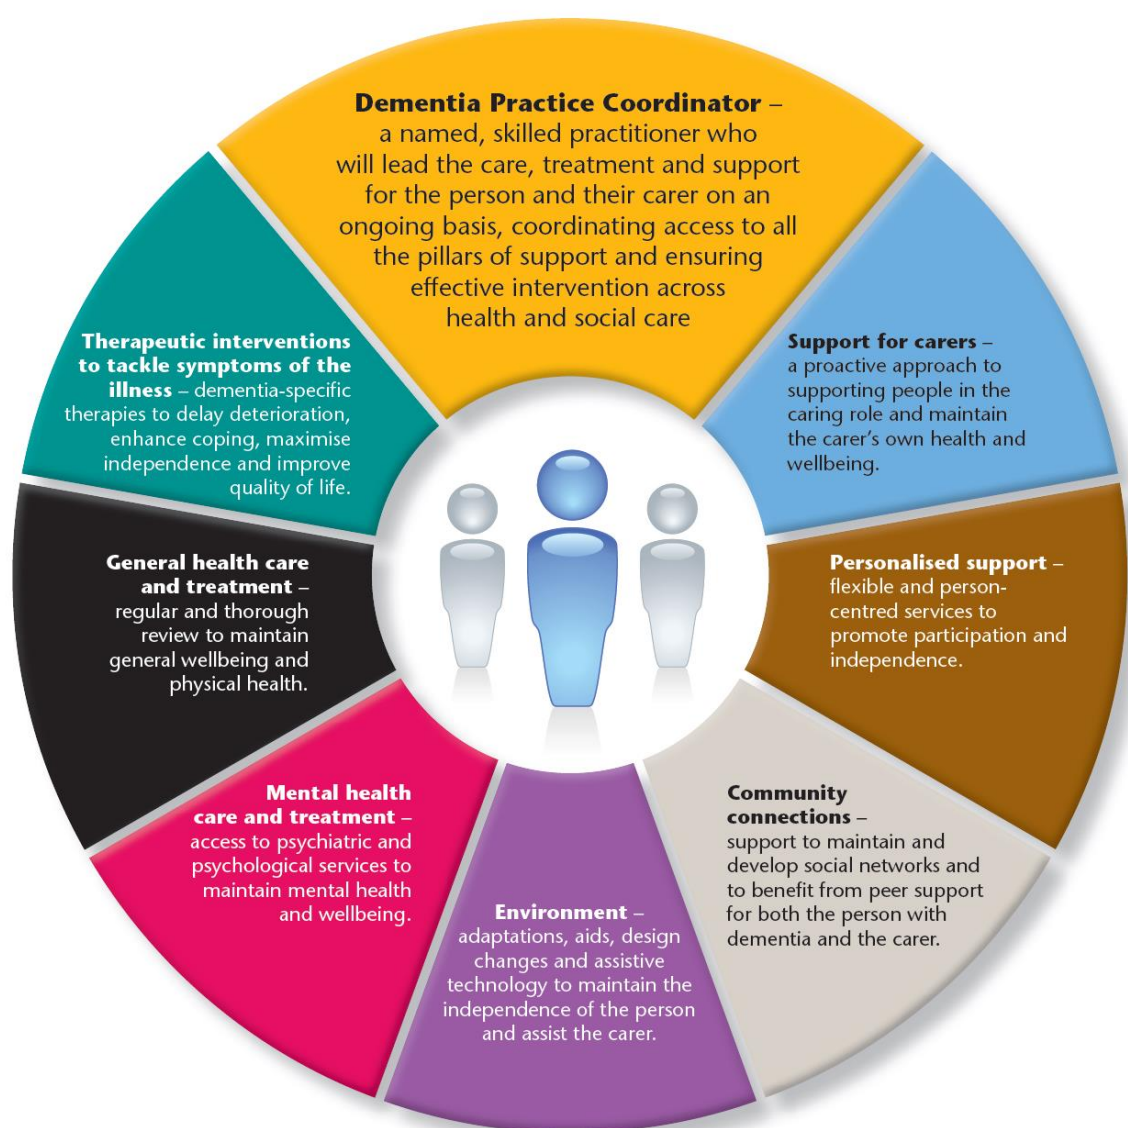 Dementia Practice Coordinator –
a named, skilled practitioner who
will lead the care, treatment and support
for the person and their carer on an
ongoing basis, coordinating access to all
the pillars of support and ensuring
effective intervention across
health and social care
Support for carers –
a proactive approach to
supporting people in the
caring role and maintain
the carer’s own health and
wellbeing.
Personalised support –
flexible and person-
centred services to
promote participation and
independence.
Community
connections –
support to maintain and
develop social networks and
to benefit from peer support
for both the person with
dementia and the carer.
Environment –
adaptations, aids, design
changes and assistive
technology to maintain the
independence of the person
and assist the carer.
Mental health
care and treatment –
access to psychiatric and
psychological services to
maintain mental health
and wellbeing.
General health care
and treatment –
regular and thorough
review to maintain
general wellbeing and
physical health.
Therapeutic interventions
to tackle symptoms of the
illness – dementia-specific
therapies to delay deterioration,
enhance coping, maximise
independence and improve
quality of life.